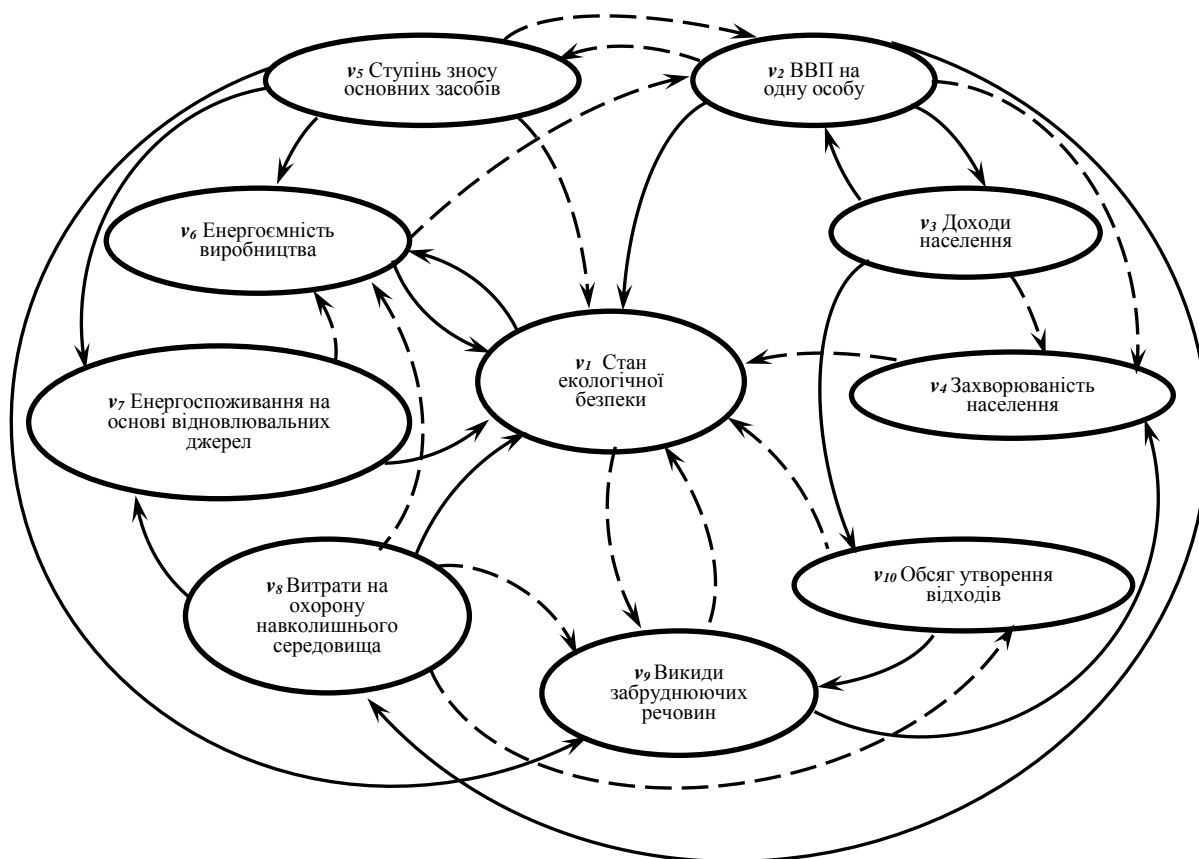 v5 Ступінь зносу
основних засобів
v2 ВВП на
одну особу
v6 Енергоємність
виробництва
v3 Доходи
населення
v1 Стан
екологічної
безпеки
v4 Захворюваність
населення
v7 Енергоспоживання на
основі відновлювальних
джерел
v10 Обсяг утворення
відходів
v8 Витрати на
охорону
навколишнього
середовища
v9 Викиди
забруднюючих
речовин